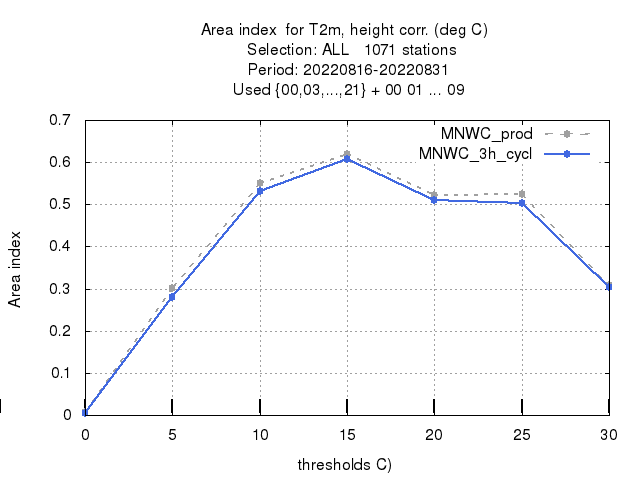 Area index  for T2m, height corr. (deg C)
Selection: ALL   1071 stations
Period: 20220816-20220831
Used {00,03,...,21} + 00 01 ... 09
MNWC_prod
MNWC_3h_cycl
Area index
0.7
0.6
0.5
0.4
0.3
0.2
0.1
0
0 5 10 15 20 25 30
thresholds C)